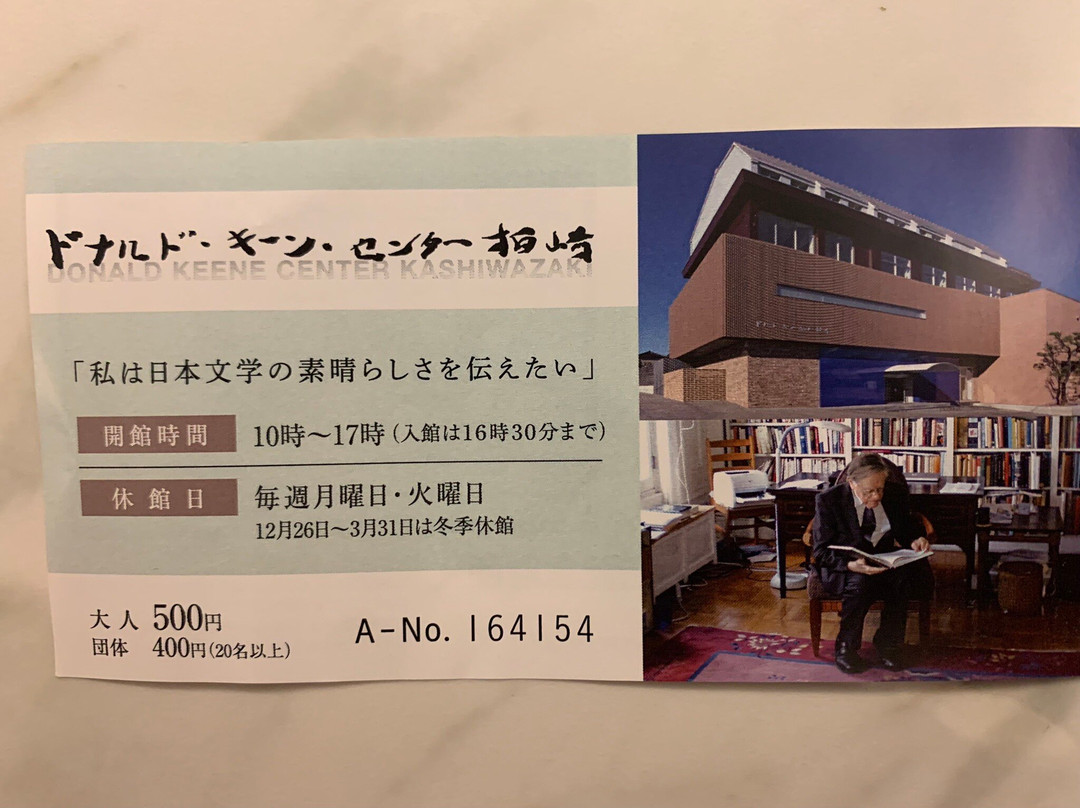 ドナルド・キーン・センター柏崎
DONALD KEENE CENTER KASHIWAZAKI
「私は日本文学の素晴らしさを伝えたい」
開館時間 10時～17時(入館は16時30分まで)
休館日 毎週月曜日・火曜日
12月26日～3月31日は冬季休館
大人 500円
団体 400円(20名以上)
A-No. 164154